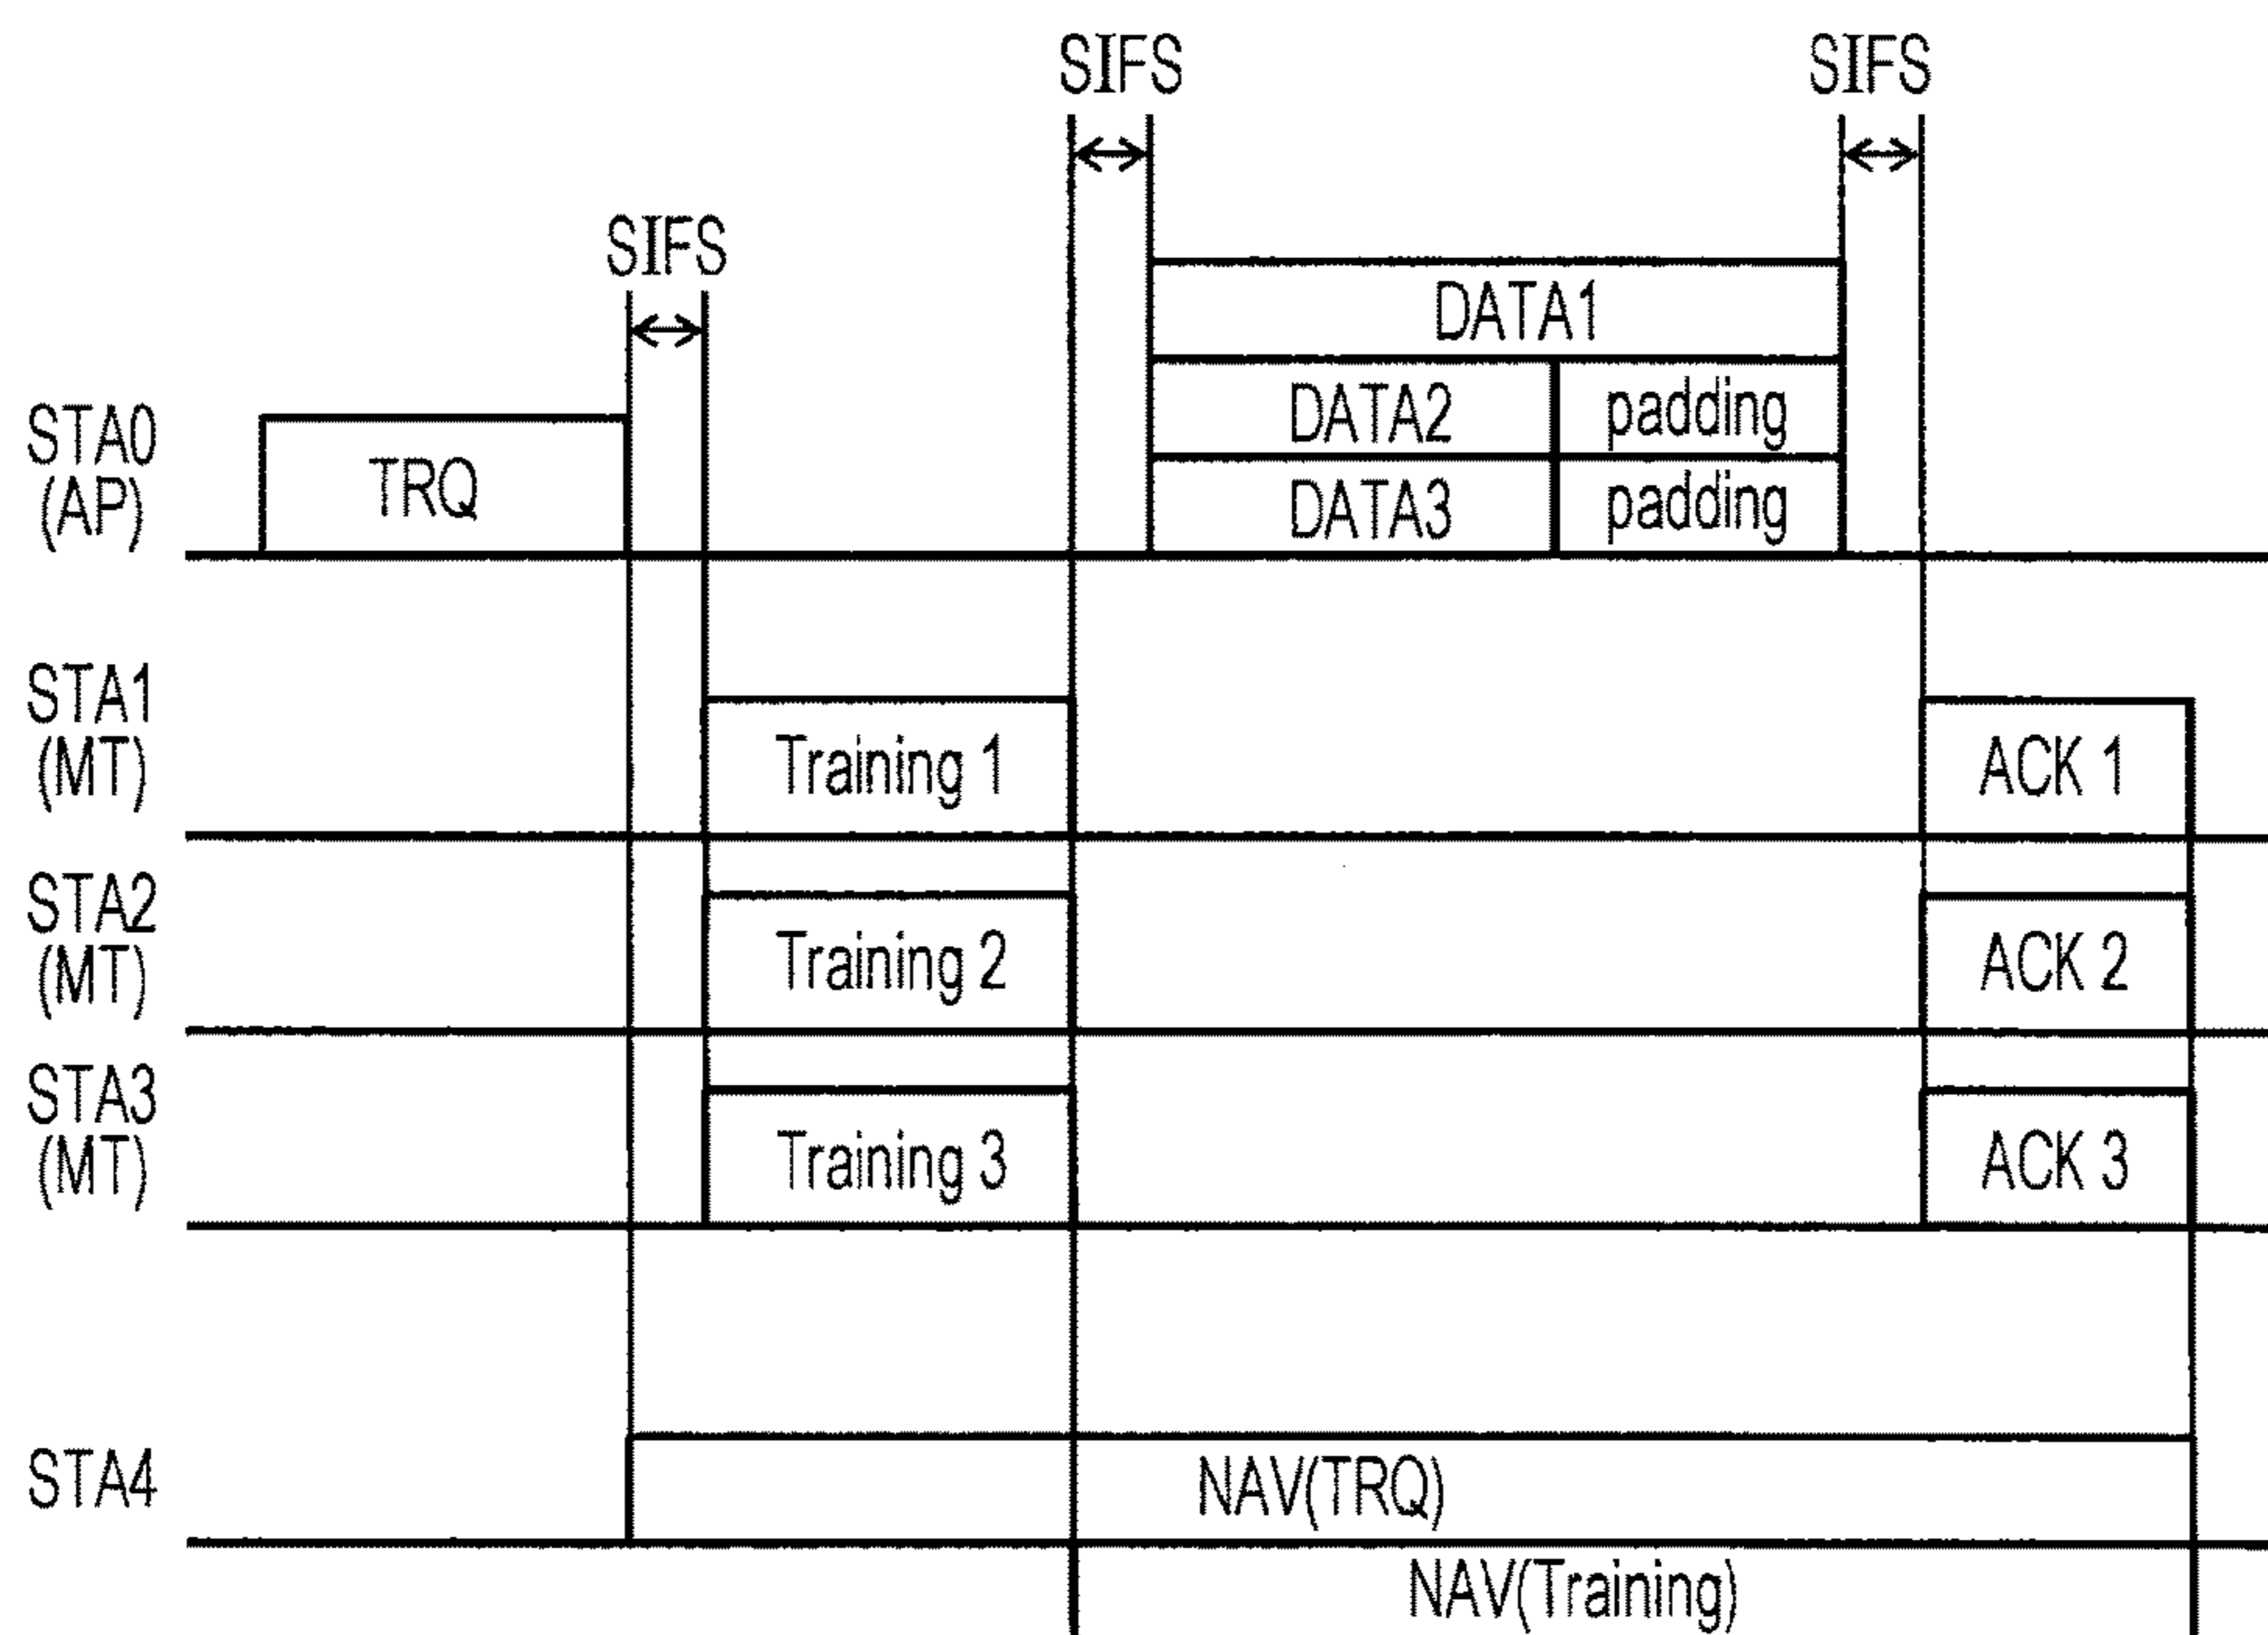 SIFS SIFS
SIFS
DATA1
DATA2 padding
DATA3 padding
STA0
(AP)
TRQ
STA1
(MT)
Training 1
ACK 1
STA2
(MT)
Training 2
ACK 2
STA3
(MT)
Training 3
ACK 3
STA4
NAV(TRQ)
NAV(Training)